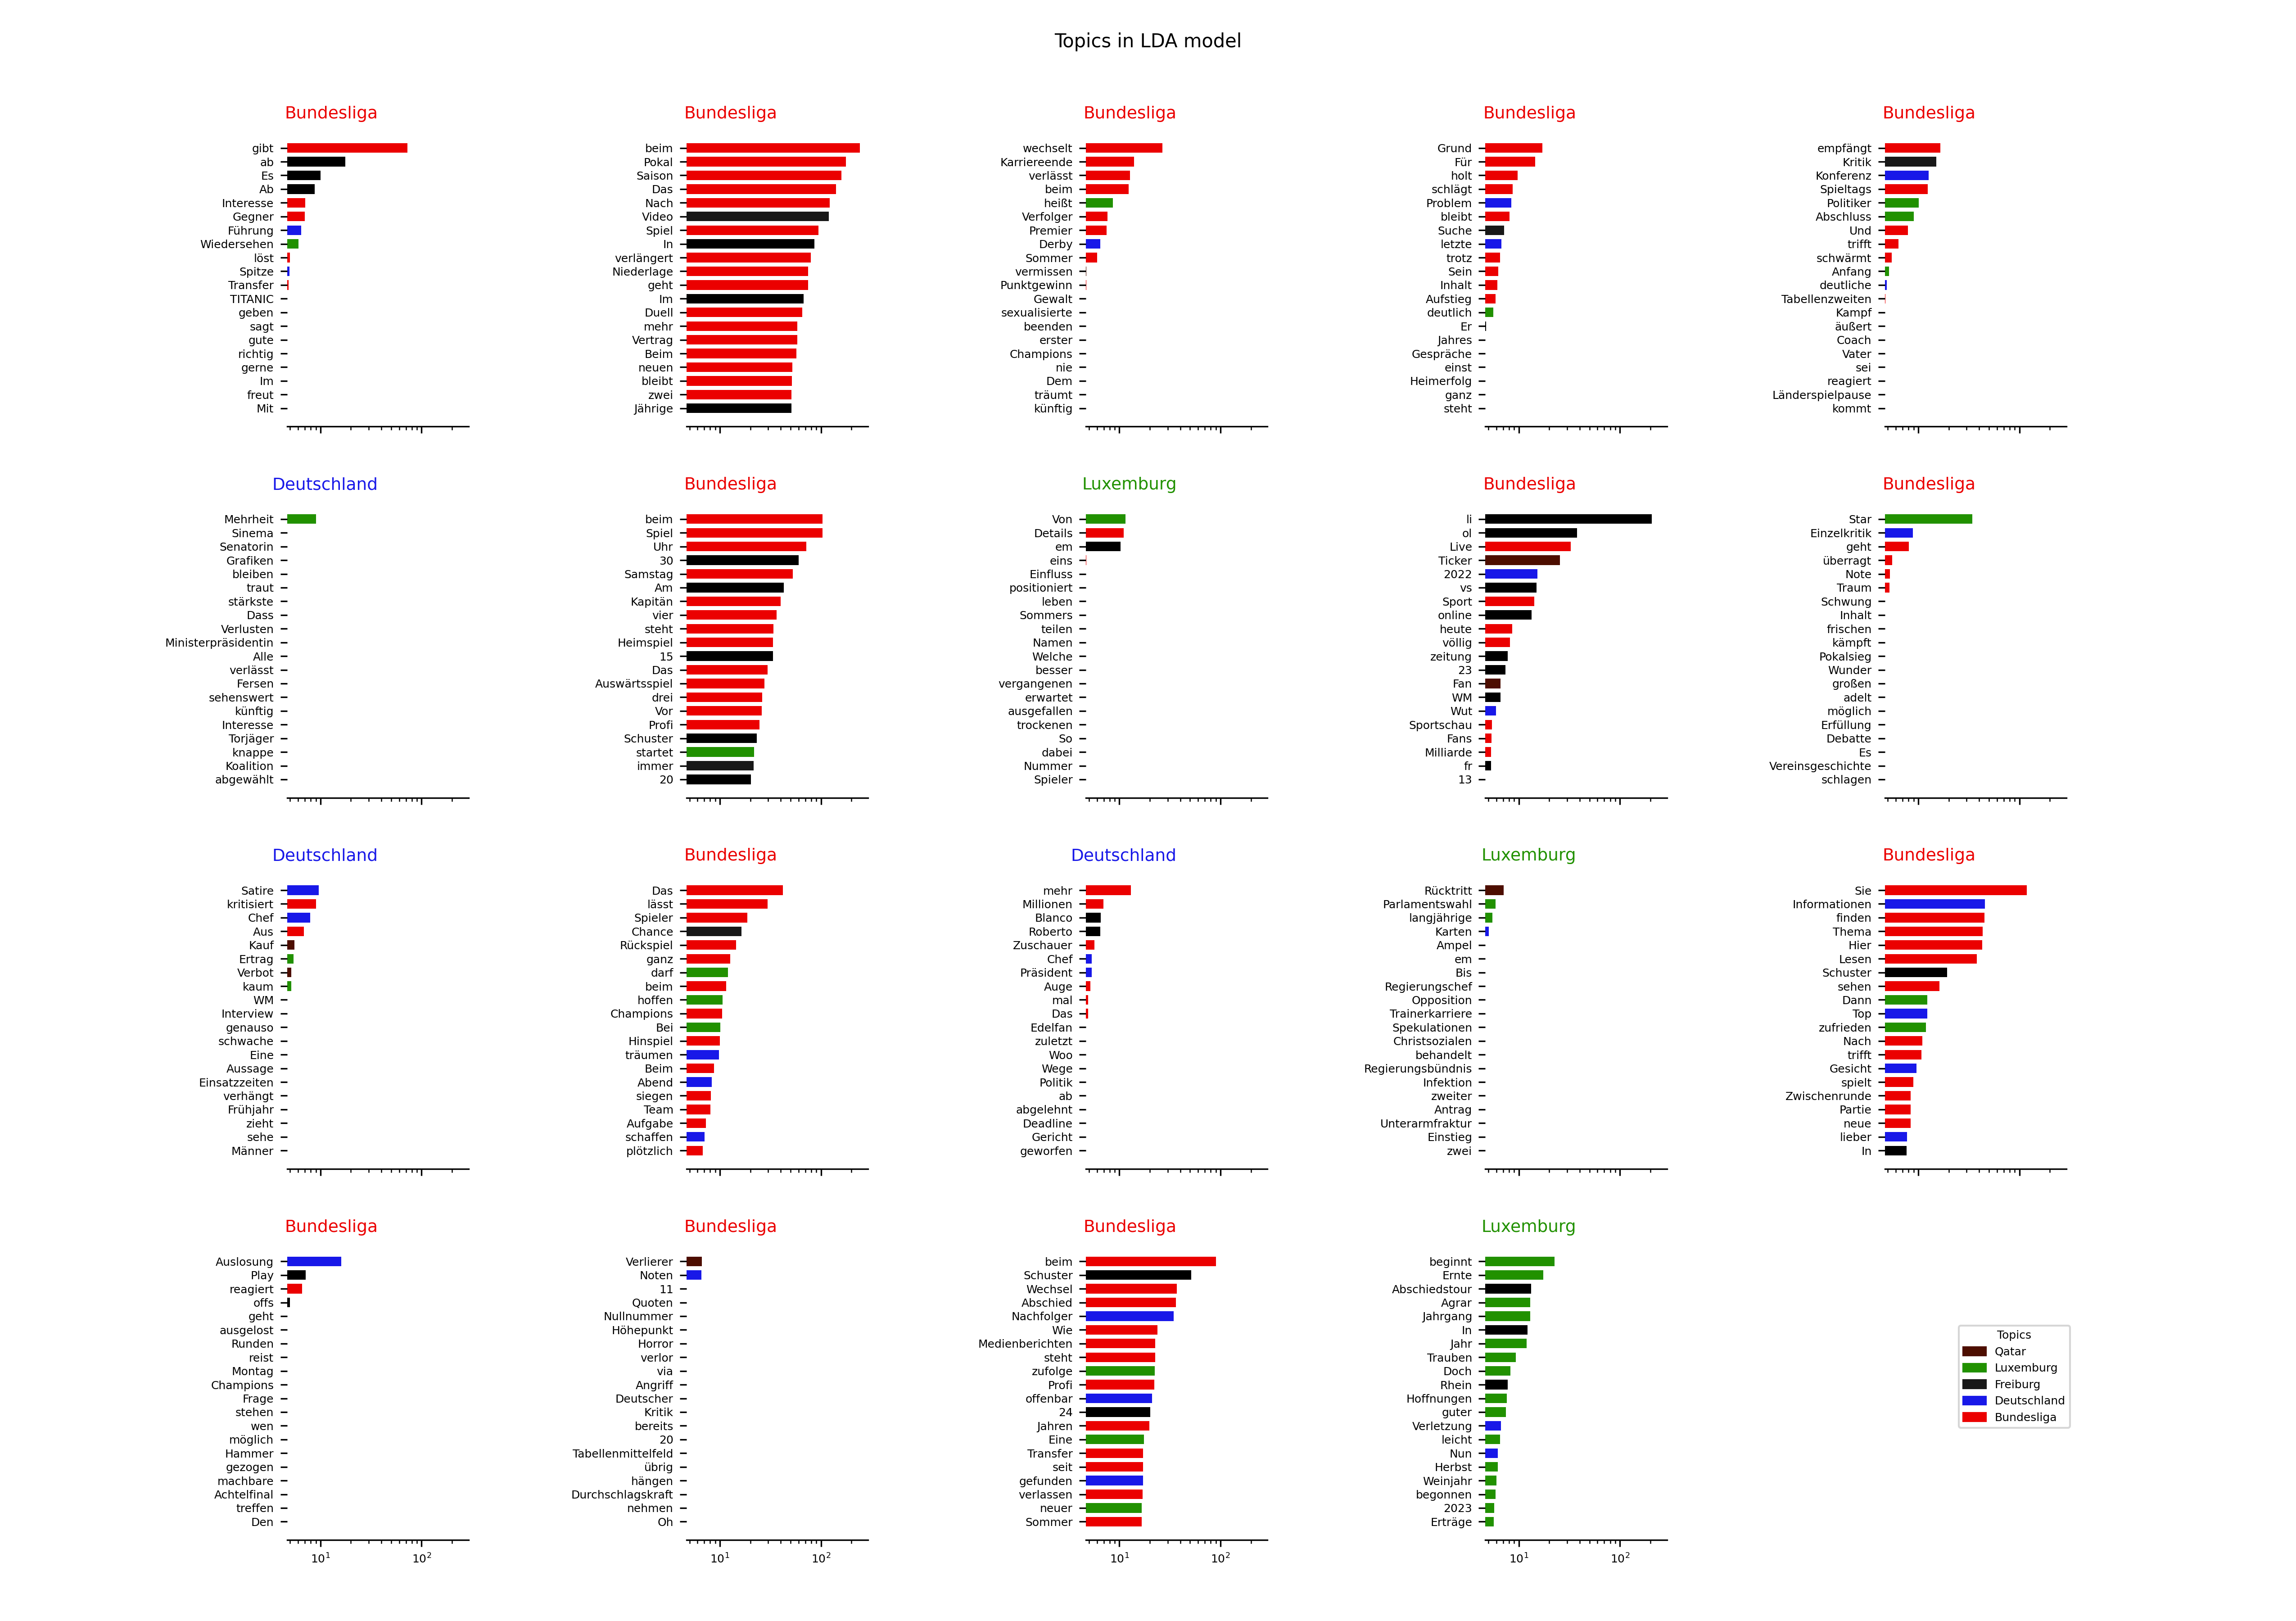 Topics in LDA model
Bundesliga
gibt
ab
Es
Ab
Interesse
Gegner
Führung
Wiedersehen
löst
Spitze
Transfer
TITANIC
geben
sagt
gute
richtig
gerne
Im
freut
Mit
Bundesliga
beim
Pokal
Saison
Das
Nach
Video
Spiel
In
verlängert
Niederlage
geht
Im
Duell
mehr
Vertrag
Beim
neuen
bleibt
zwei
Jährige
Bundesliga
wechselt
Karriereende
verlässt
beim
heißt
Verfolger
Premier
Derby
Sommer
vermissen
Punktgewinn
Gewalt
sexualisierte
beenden
erster
Champions
nie
Dem
träumt
künftig
Bundesliga
Grund
Für
holt
schlägt
Problem
bleibt
Suche
letzte
trotz
Sein
Inhalt
Aufstieg
deutlich
Er
Jahres
Gespräche
einst
Heimerfolg
ganz
steht
Bundesliga
empfängt
Kritik
Konferenz
Spieltags
Politiker
Abschluss
Und
trifft
schwärmt
Anfang
deutliche
Tabellenzweiten
Kampf
äußert
Coach
Vater
sei
reagiert
Länderspielpause
kommt
Deutschland
Mehrheit
Sinema
Senatorin
Grafiken
bleiben
traut
stärkste
Dass
Verlusten
Ministerpräsidentin
Alle
verlässt
Fersen
sehenswert
künftig
Interesse
Torjäger
knappe
Koalition
abgewählt
Bundesliga
beim
Spiel
Uhr
30
Samstag
Am
Kapitän
vier
steht
Heimspiel
15
Das
Auswärtsspiel
drei
Vor
Profi
Schuster
startet
immer
20
Luxemburg
Von
Details
em
eins
Einfluss
positioniert
leben
Sommers
teilen
Namen
Welche
besser
vergangenen
erwartet
ausgefallen
trockenen
So
dabei
Nummer
Spieler
Bundesliga
li
ol
Live
Ticker
2022
vs
Sport
online
heute
völlig
zeitung
23
Fan
WM
Wut
Sportschau
Fans
Milliarde
fr
13
Bundesliga
Star
Einzelkritik
geht
überragt
Note
Traum
Schwung
Inhalt
frischen
kämpft
Pokalsieg
Wunder
großen
adelt
möglich
Erfüllung
Debatte
Es
Vereinsgeschichte
schlagen
Deutschland
Satire
kritisiert
Chef
Aus
Kauf
Ertrag
Verbot
kaum
WM
Interview
genauso
schwache
Eine
Aussage
Einsatzzeiten
verhängt
Frühjahr
zieht
sehe
Männer
Bundesliga
Das
lässt
Spieler
Chance
Rückspiel
ganz
darf
beim
hoffen
Champions
Bei
Hinspiel
träumen
Beim
Abend
siegen
Team
Aufgabe
schaffen
plötzlich
Deutschland
mehr
Millionen
Blanco
Roberto
Zuschauer
Chef
Präsident
Auge
mal
Das
Edelfan
zuletzt
Woo
Wege
Politik
ab
abgelehnt
Deadline
Gericht
geworfen
Luxemburg
Rücktritt
Parlamentswahl
langjährige
Karten
Ampel
em
Bis
Regierungschef
Opposition
Trainerkarriere
Spekulationen
Christsozialen
behandelt
Regierungsbündnis
Infektion
zweiter
Antrag
Unterarmfraktur
Einstieg
zwei
Bundesliga
Sie
Informationen
finden
Thema
Hier
Lesen
Schuster
sehen
Dann
Top
zufrieden
Nach
trifft
Gesicht
spielt
Zwischenrunde
Partie
neue
lieber
In
Bundesliga
Auslosung
Play
reagiert
offs
geht
ausgelost
Runden
reist
Montag
Champions
Frage
stehen
wen
möglich
Hammer
gezogen
machbare
Achtelfinal
treffen
Den
10^1 10^2
Bundesliga
Verlierer
Noten
11
Quoten
Nullnummer
Höhepunkt
Horror
verlor
via
Angriff
Deutscher
Kritik
bereits
20
Tabellenmittelfeld
übrig
hängen
Durchschlagskraft
nehmen
Oh
10^1 10^2
Bundesliga
beim
Schuster
Wechsel
Abschied
Nachfolger
Wie
Medienberichten
steht
zufolge
Profi
offenbar
24
Jahren
Eine
Transfer
seit
gefunden
verlassen
neuer
Sommer
10^1 10^2
Luxemburg
beginnt
Ernte
Abschiedstour
Agrar
Jahrgang
In
Jahr
Trauben
Doch
Rhein
Hoffnungen
guter
Verletzung
leicht
Nun
Herbst
Weinjahr
begonnen
2023
Erträge
10^1 10^2
Topics
Qatar
Luxemburg
Freiburg
Deutschland
Bundesliga